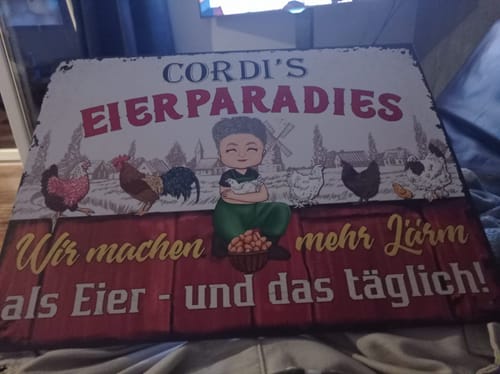 CORDI'S
EIERPARADIES
Wir machen mehr Lärm
als Eier - und das täglich!